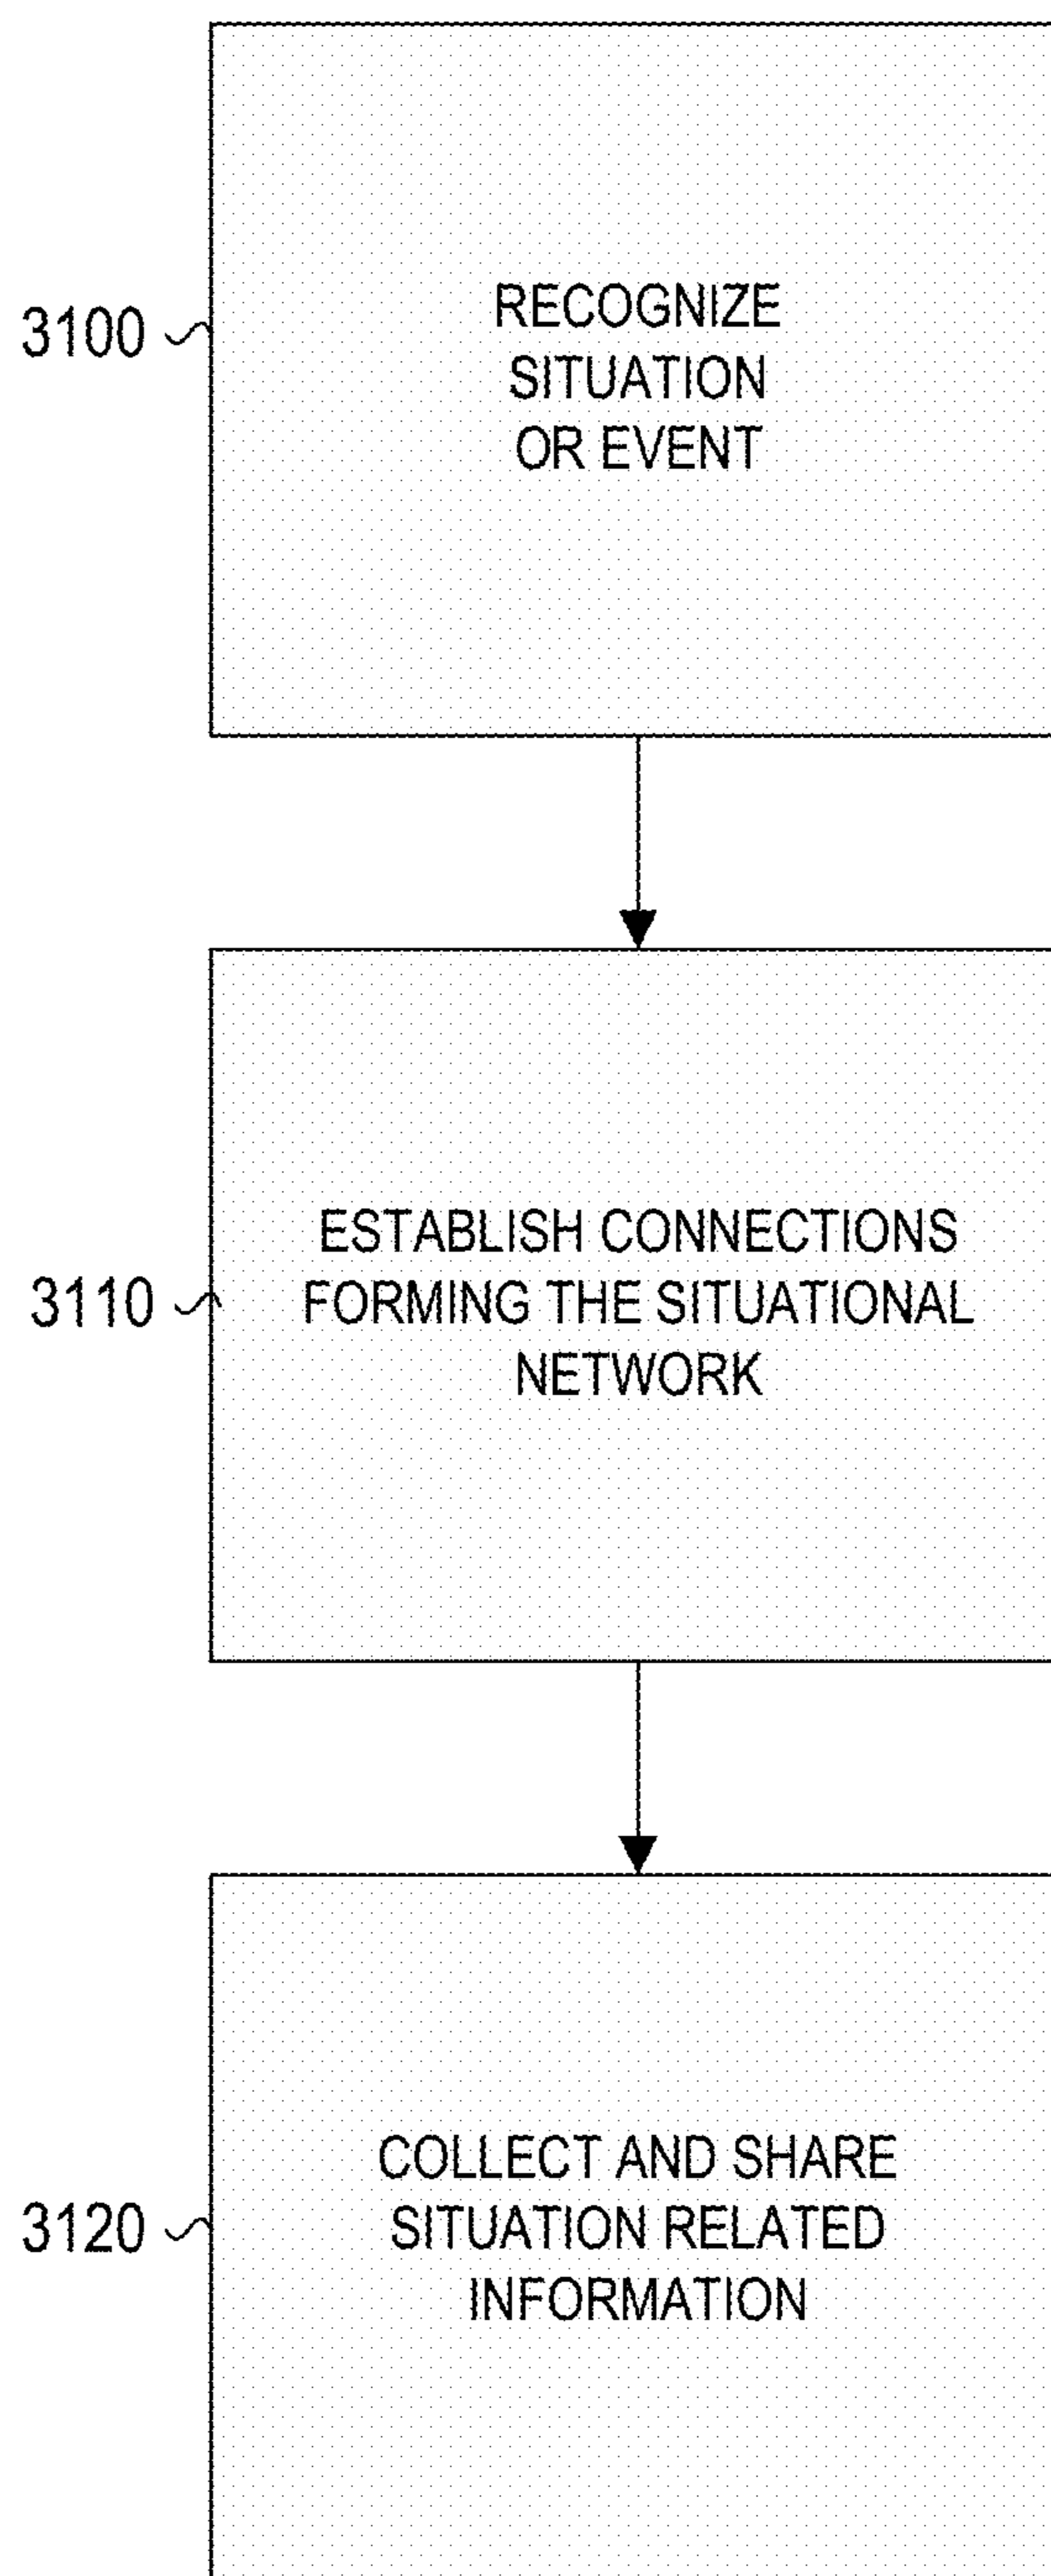 RECOGNIZE
SITUATION
OR EVENT
3100
ESTABLISH CONNECTIONS
FORMING THE SITUATIONAL
NETWORK
3110
COLLECT AND SHARE
SITUATION RELATED
INFORMATION
3120